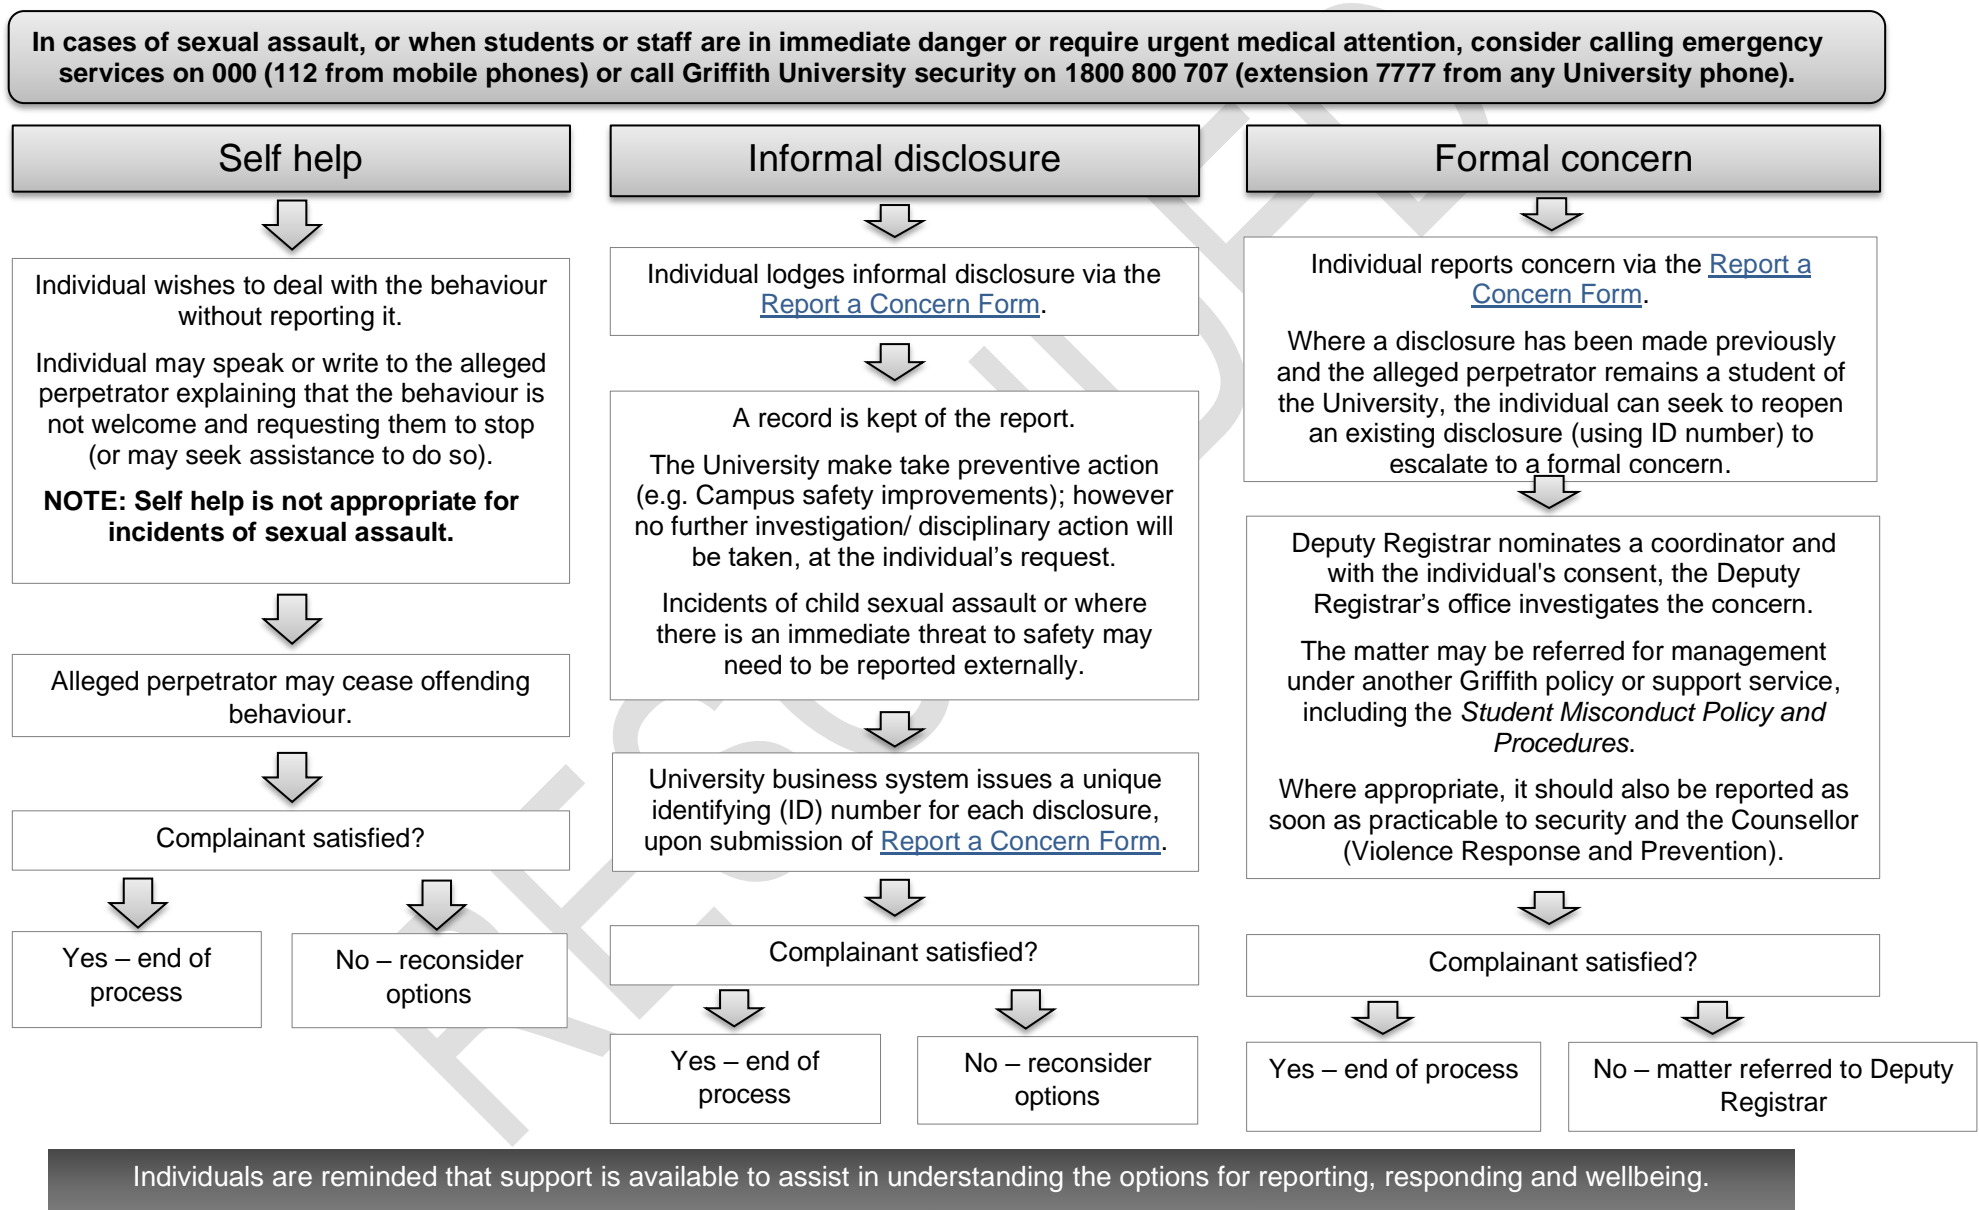 In cases of sexual assault, or when students or staff are in immediate danger or require urgent medical attention, consider calling emergency
services on 000 (112 from mobile phones) or call Griffith University security on 1800 800 707 (extension 7777 from any University phone).
Self help
Individual wishes to deal with the behaviour
without reporting it.
Individual may speak or write to the alleged
perpetrator explaining that the behaviour is
not welcome and requesting them to stop
(or may seek assistance to do so).
NOTE: Self help is not appropriate for
incidents of sexual assault.
Alleged perpetrator may cease offending
behaviour.
Complainant satisfied?
Yes – end of
process
No – reconsider
options
Informal disclosure
Individual lodges informal disclosure via the
Report a Concern Form.
A record is kept of the report.
The University make take preventive action
(e.g. Campus safety improvements); however
no further investigation/ disciplinary action will
be taken, at the individual's request.
Incidents of child sexual assault or where
there is an immediate threat to safety may
need to be reported externally.
University business system issues a unique
identifying (ID) number for each disclosure,
upon submission of Report a Concern Form.
Complainant satisfied?
Yes – end of
process
No – reconsider
options
Formal concern
Individual reports concern via the Report a
Concern Form.
Where a disclosure has been made previously
and the alleged perpetrator remains a student of
the University, the individual can seek to reopen
an existing disclosure (using ID number) to
escalate to a formal concern.
Deputy Registrar nominates a coordinator and
with the individual's consent, the Deputy
Registrar's office investigates the concern.
The matter may be referred for management
under another Griffith policy or support service,
including the Student Misconduct Policy and
Procedures.
Where appropriate, it should also be reported as
soon as practicable to security and the Counsellor
(Violence Response and Prevention).
Complainant satisfied?
Yes – end of process
No – matter referred to Deputy
Registrar
Individuals are reminded that support is available to assist in understanding the options for reporting, responding and wellbeing.